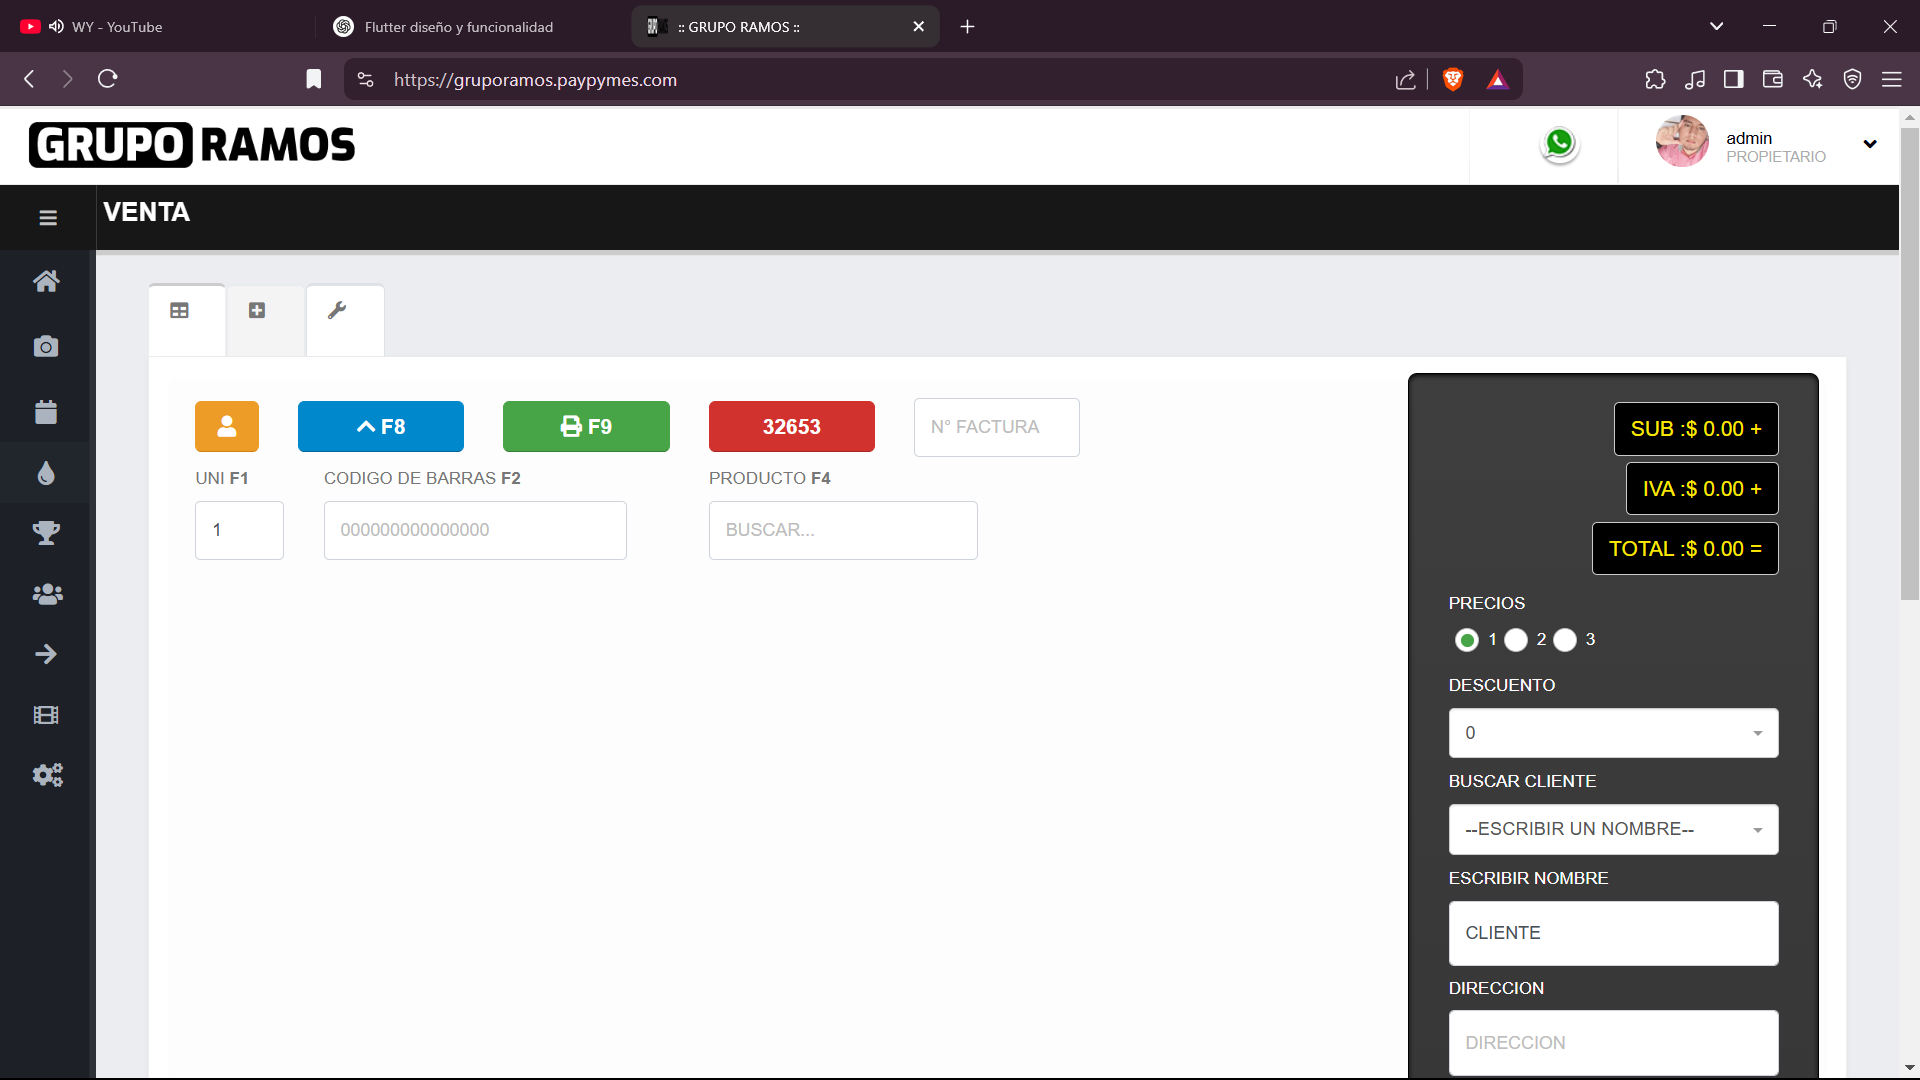 WY - YouTube
Flutter diseño y funcionalidad
:: GRUPO RAMOS ::
https://gruporamos.paypymes.com
GRUPO RAMOS
admin
PROPIETARIO
VENTA
F8
F9
32653
N° FACTURA
UNI F1
CODIGO DE BARRAS F2
PRODUCTO F4
1
000000000000000
BUSCAR...
SUB :$ 0.00 +
IVA :$ 0.00 +
TOTAL :$ 0.00 =
PRECIOS
1 2 3
DESCUENTO
0
BUSCAR CLIENTE
--ESCRIBIR UN NOMBRE--
ESCRIBIR NOMBRE
CLIENTE
DIRECCION
DIRECCION